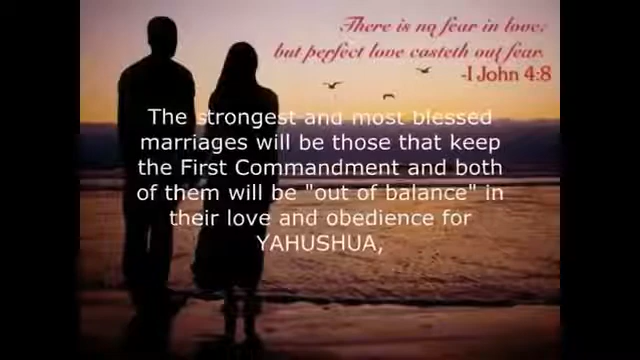 There is no fear in love;
but perfect love casteth out fear.
-I John 4:8
The strongest and most blessed
marriages will be those that keep
the First Commandment and both
of them will be "out of balance" in
their love and obedience for
YAHUSHUA,